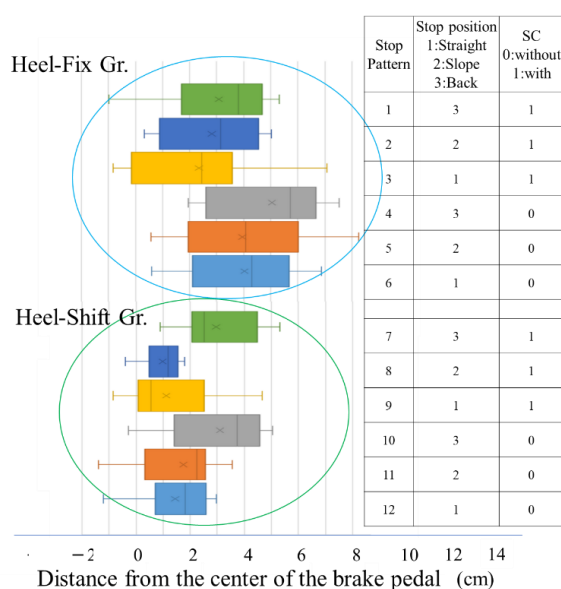 Heel-Fix Gr.
Heel-Shift Gr.
Stop Pattern
Stop position
1:Straight
2:Slope
3:Back
SC
0:without
1:with
1 3 1
2 2 1
3 1 1
4 3 0
5 2 0
6 1 0
7 3 1
8 2 1
9 1 1
10 3 0
11 2 0
12 1 0
−2 0 2 4 6 8 10 12 14
Distance from the center of the brake pedal (cm)